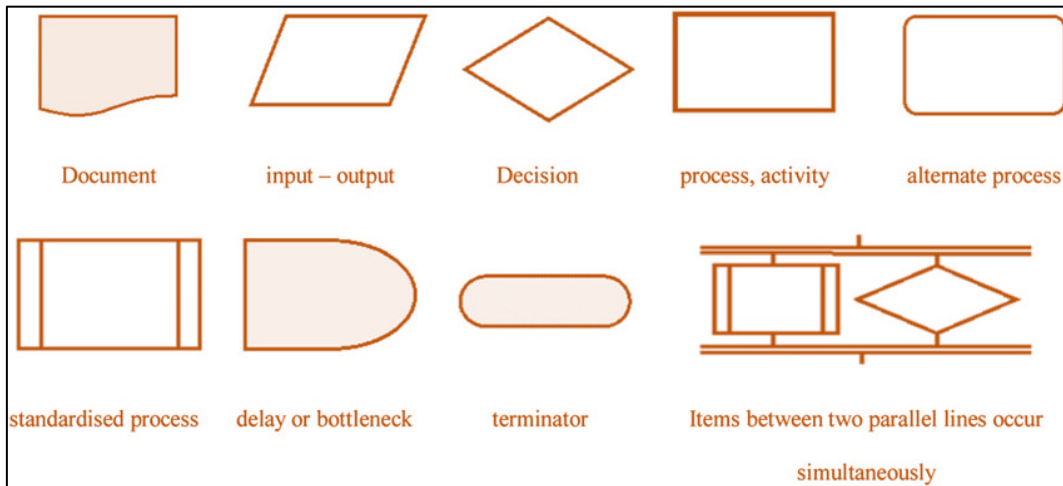 Document
input – output
Decision
process, activity
alternate process
standardised process
delay or bottleneck
terminator
Items between two parallel lines occur
simultaneously